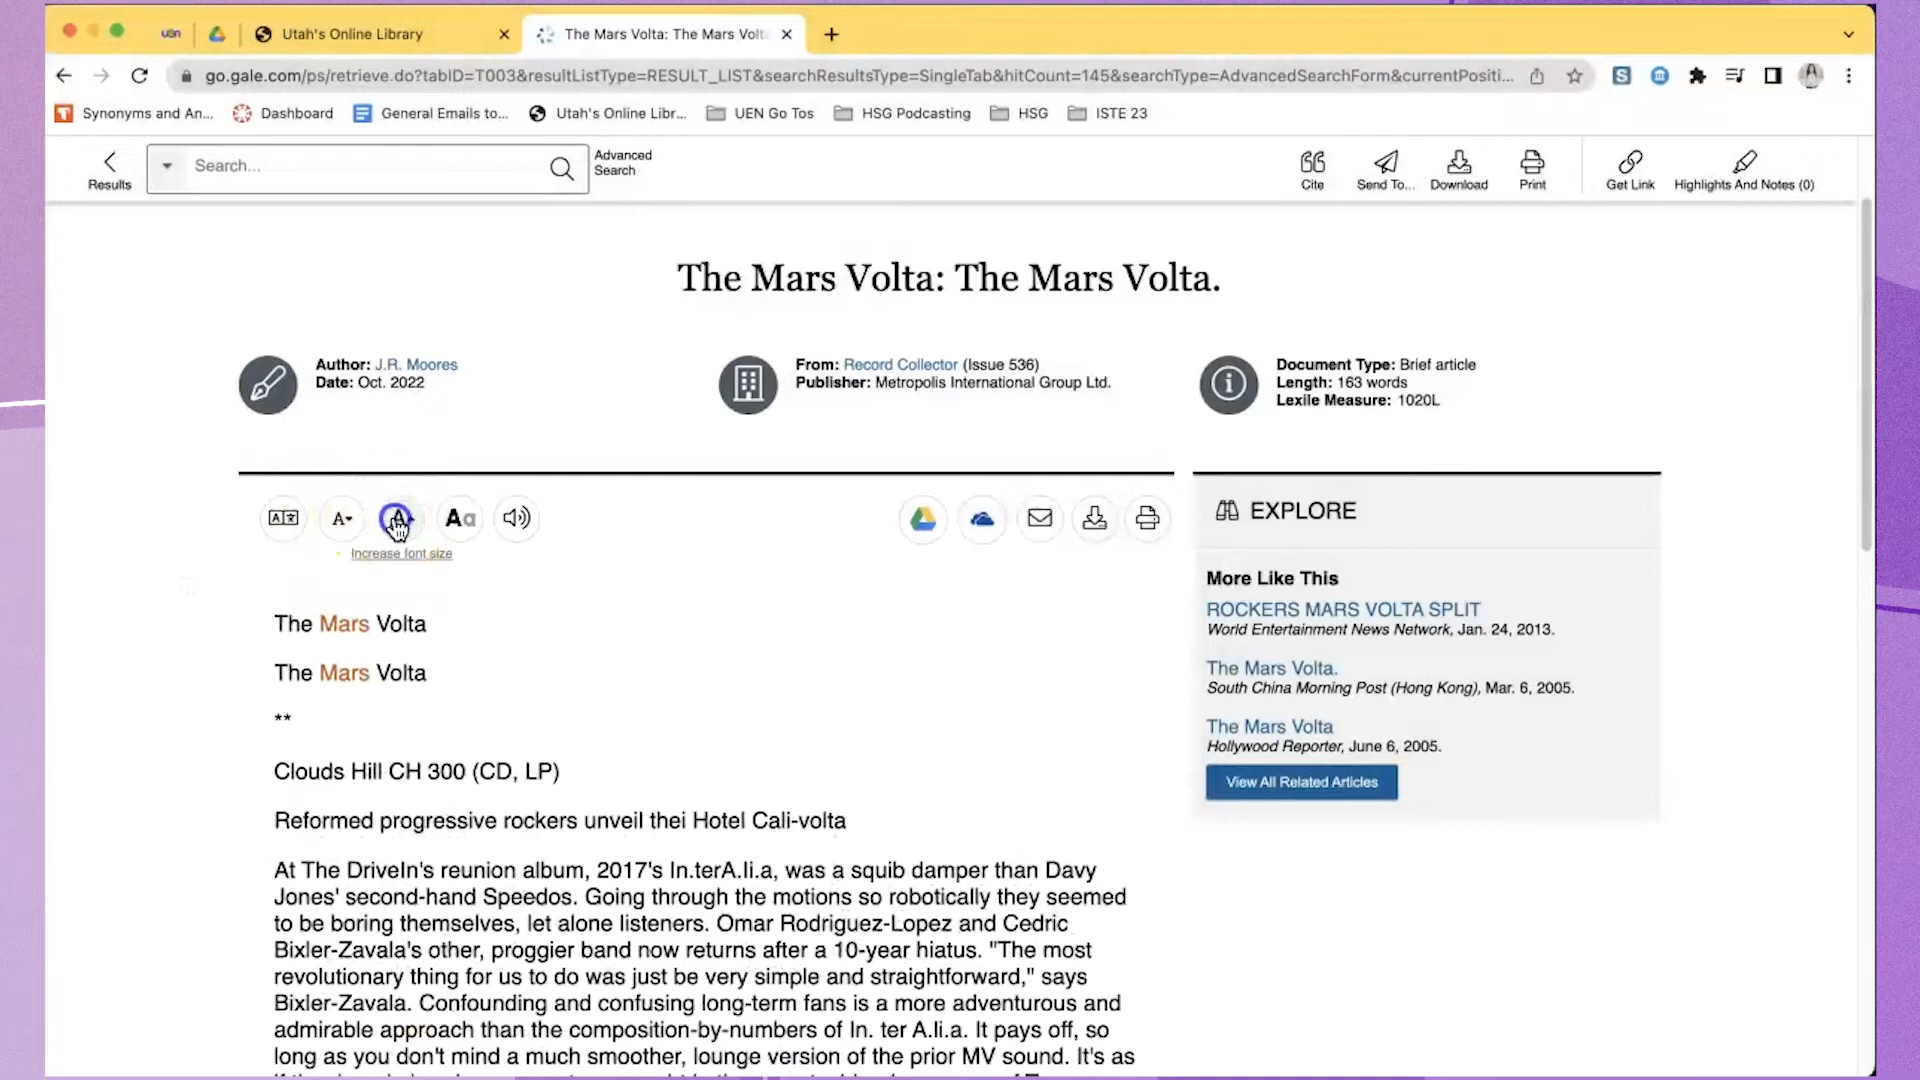 uen
Utah's Online Library
The Mars Volta: The Mars Volt
go.gale.com/ps/retrieve.do?tabID=T003&resultListType=RESULT_LIST&searchResultsType=SingleTab&hitCount=145&searchType=AdvancedSearchForm&currentPositi...
Synonyms and An...
Dashboard
General Emails to...
Utah's Online Libr...
UEN Go Tos
HSG Podcasting
HSG
ISTE 23
Results
Search...
Advanced
Search
Cite
Send To...
Download
Print
Get Link
Highlights And Notes (0)
The Mars Volta: The Mars Volta.
Author: J.R. Moores
Date: Oct. 2022
From: Record Collector (Issue 536)
Publisher: Metropolis International Group Ltd.
Document Type: Brief article
Length: 163 words
Lexile Measure: 1020L
Increase font size
The Mars Volta
The Mars Volta
**
Clouds Hill CH 300 (CD, LP)
Reformed progressive rockers unveil thei Hotel Cali-volta
At The DriveIn's reunion album, 2017's In.terA.li.a, was a squib damper than Davy
Jones' second-hand Speedos. Going through the motions so robotically they seemed
to be boring themselves, let alone listeners. Omar Rodriguez-Lopez and Cedric
Bixler-Zavala's other, proggier band now returns after a 10-year hiatus. "The most
revolutionary thing for us to do was just be very simple and straightforward," says
Bixler-Zavala. Confounding and confusing long-term fans is a more adventurous and
admirable approach than the composition-by-numbers of In. ter A.li.a. It pays off, so
long as you don't mind a much smoother, lounge version of the prior MV sound. It's as
EXPLORE
More Like This
ROCKERS MARS VOLTA SPLIT
World Entertainment News Network, Jan. 24, 2013.
The Mars Volta.
South China Morning Post (Hong Kong), Mar. 6, 2005.
The Mars Volta
Hollywood Reporter, June 6, 2005.
View All Related Articles